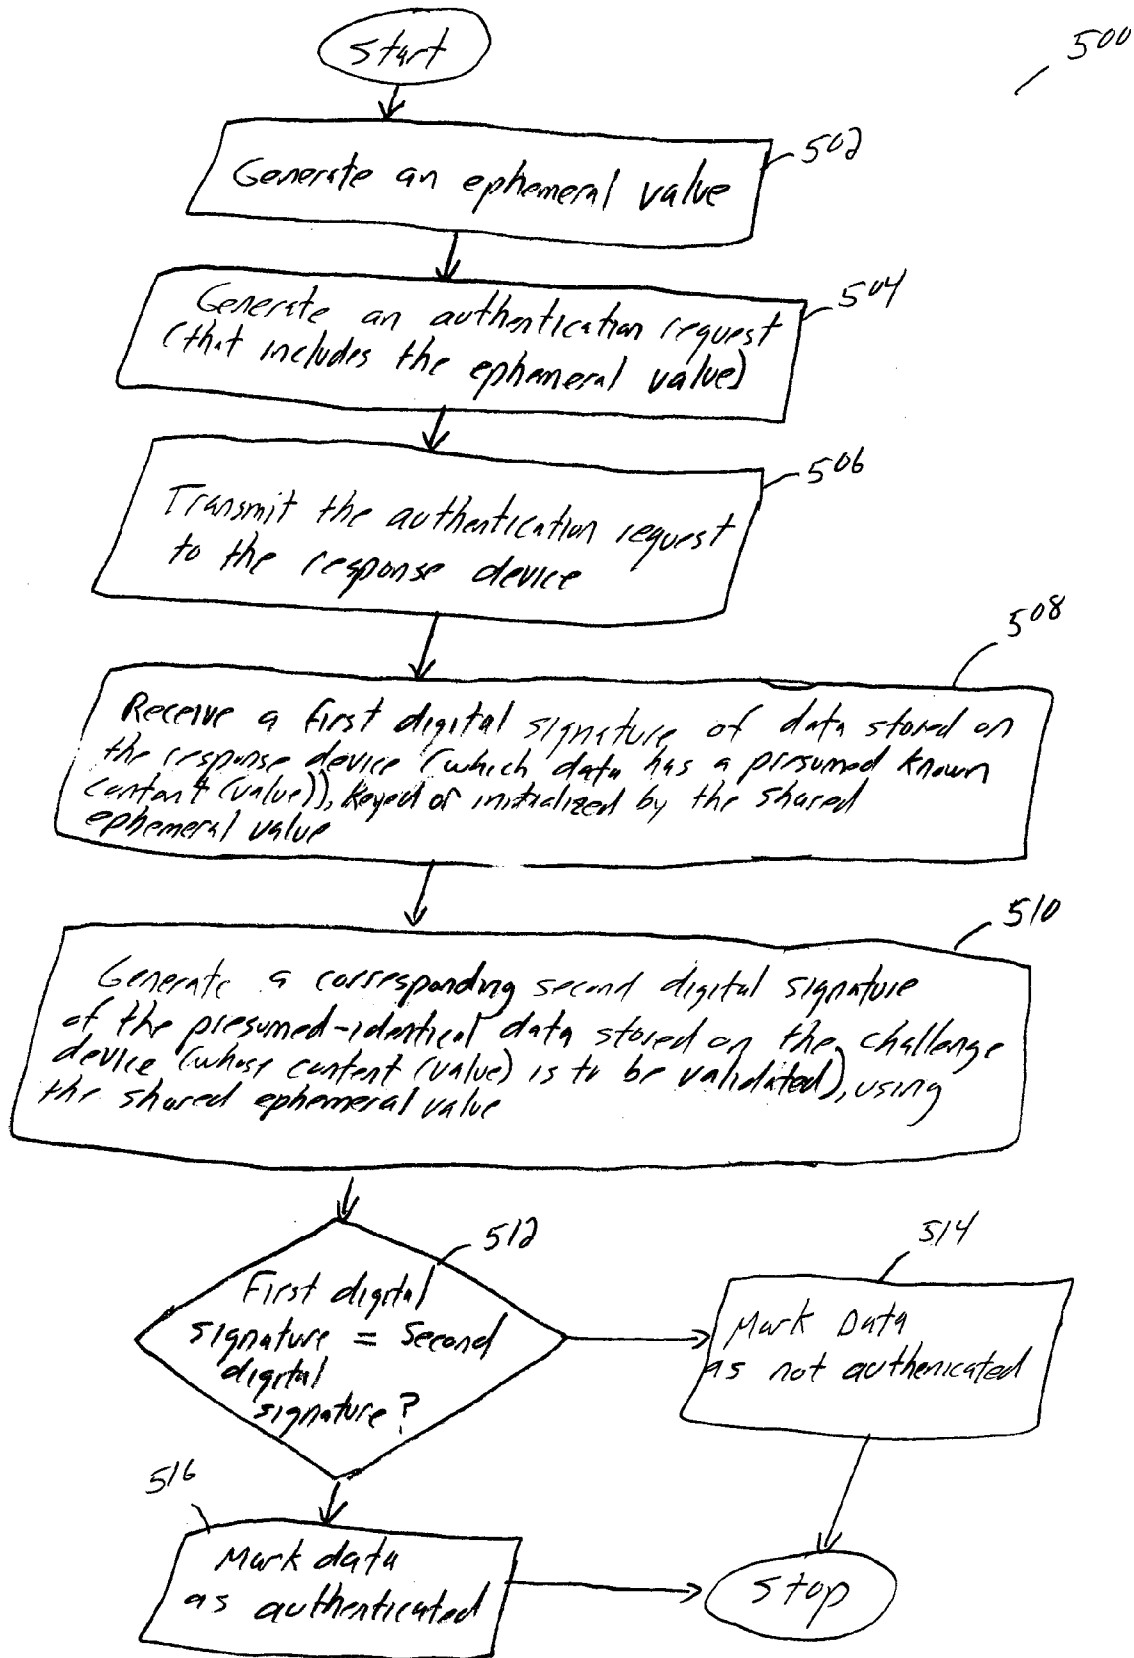 Start
500
502
Generate an ephemeral value
504
Generate an authentication request
(that includes the ephemeral value)
506
Transmit the authentication request
to the response device
508
Receive a first digital signature of data stored on
the response device (which data has a presumed known
content (value)), keyed or initialized by the shared
ephemeral value
510
Generate a corresponding second digital signature
of the presumed-identical data stored on the challenge
device (whose content (value) is to be validated), using
the shared ephemeral value
512
First digital
signature = Second
digital
signature?
514
Mark Data
as not authenicated
516
Mark data
as authenticated
Stop